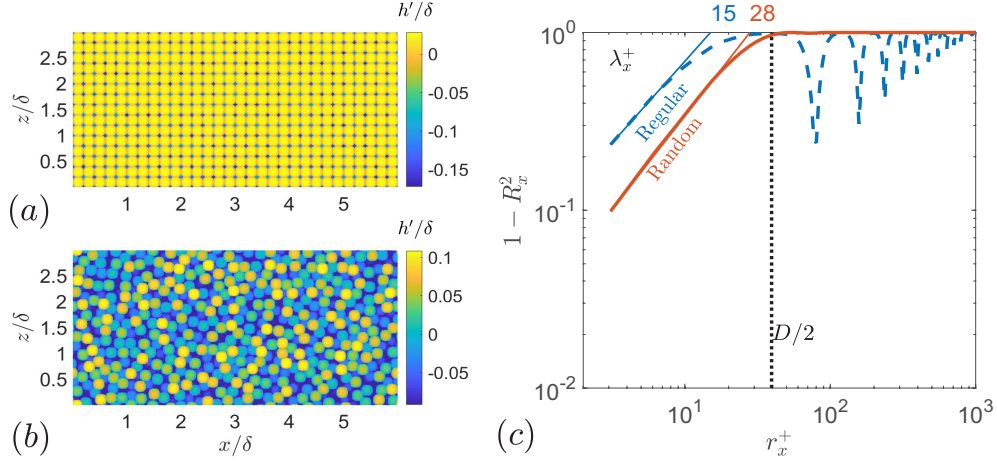 h′/δ
0
-0.05
-0.1
-0.15
z/δ
2.5
2
1.5
1
0.5
1 2 3 4 5
(a)
h′/δ
0.1
0.05
0
-0.05
z/δ
2.5
2
1.5
1
0.5
1 2 3 4 5
x/δ
(b)
15 28
λ_x^+
Regular
Random
D/2
1 − R_x^2
10^0
10^-1
10^-2
10^1 10^2 10^3
r_x^+
(c)